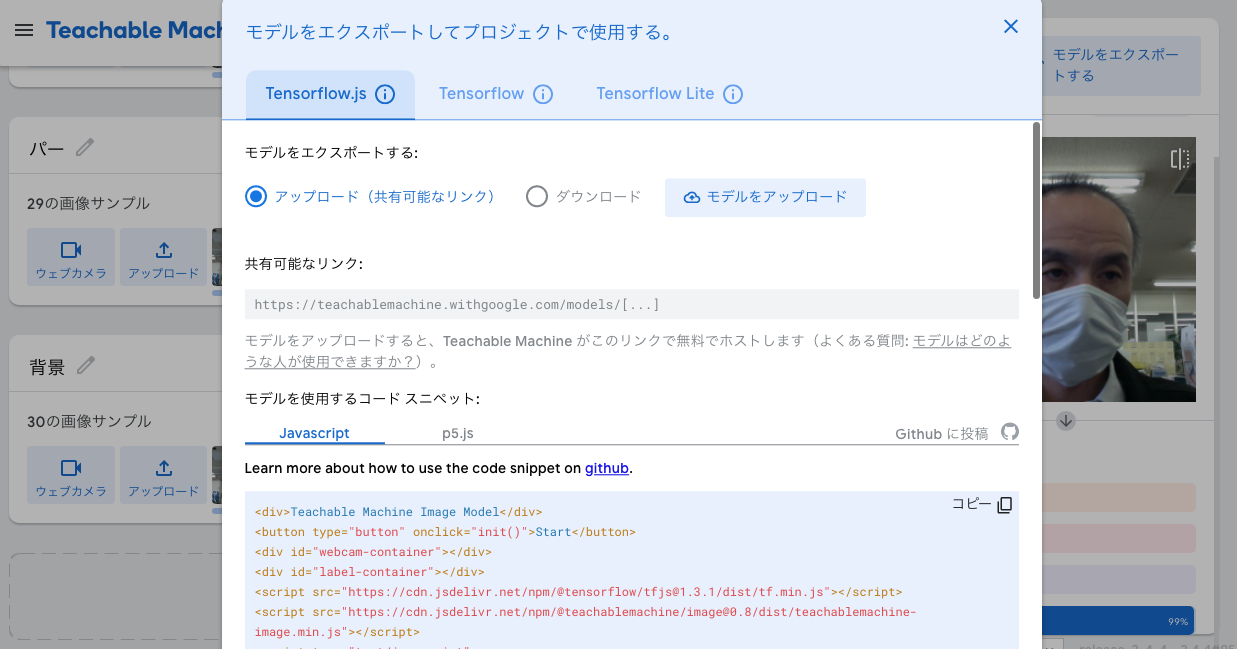 Teachable Mach
モデルをエクスポートしてプロジェクトで使用する。
モデルをエクスポー
トする
Tensorflow.js
Tensorflow
Tensorflow Lite
モデルをエクスポートする:
アップロード（共有可能なリンク）
ダウンロード
モデルをアップロード
パー
29の画像サンプル
ウェブカメラ
アップロード
共有可能なリンク:
https://teachablemachine.withgoogle.com/models/[...]
モデルをアップロードすると、Teachable Machine がこのリンクで無料でホストします（よくある質問: モデルはどのよ
うな人が使用できますか？）。
背景
30の画像サンプル
ウェブカメラ
アップロード
モデルを使用するコード スニペット:
Javascript
p5.js
Github に投稿
Learn more about how to use the code snippet on github.
コピー
<div>Teachable Machine Image Model</div>
<button type="button" onclick="init()">Start</button>
<div id="webcam-container"></div>
<div id="label-container"></div>
<script src="https://cdn.jsdelivr.net/npm/@tensorflow/tfjs@1.3.1/dist/tf.min.js"></script>
<script src="https://cdn.jsdelivr.net/npm/@teachablemachine/image@0.8/dist/teachablemachine-
image.min.js"></script>
99%